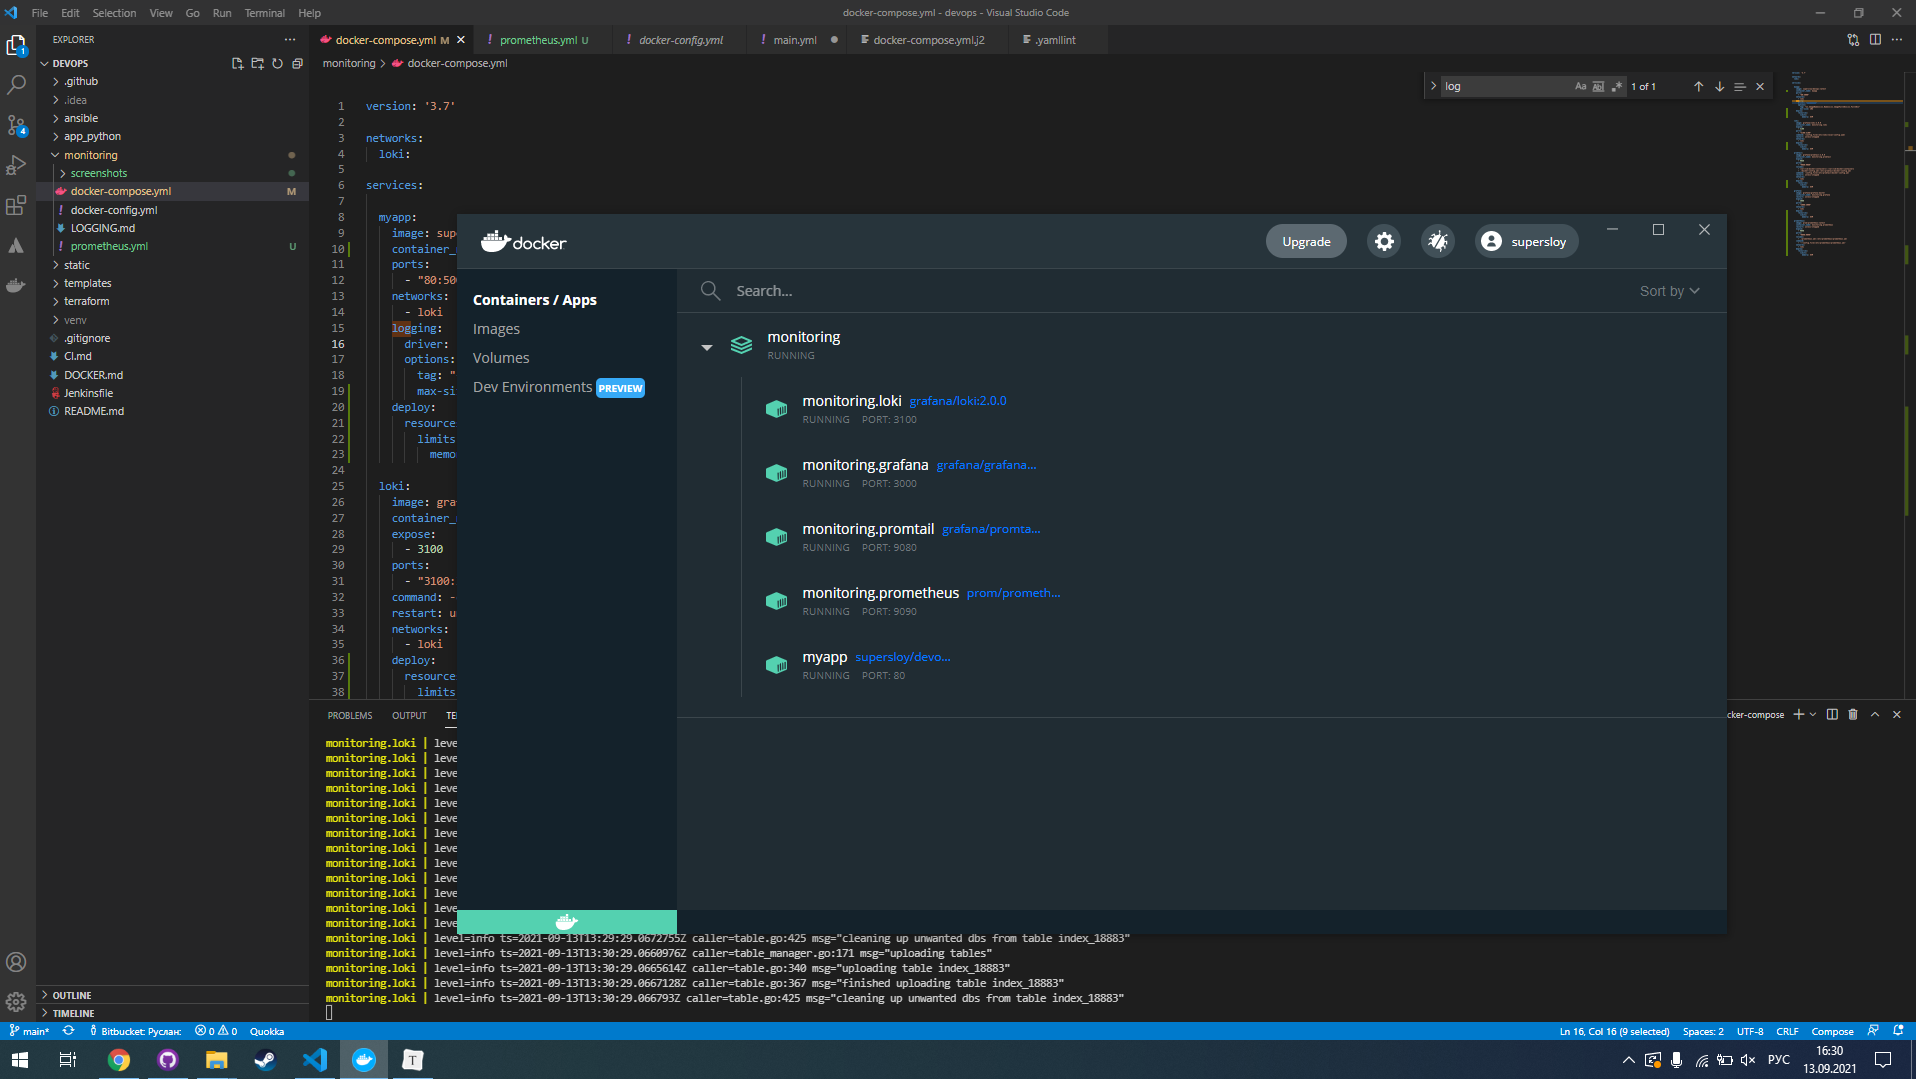 File Edit Selection View Go Run Terminal Help
docker-compose.yml - devops - Visual Studio Code
EXPLORER
DEVOPS
.github
.idea
ansible
app_python
monitoring
screenshots
docker-compose.yml M
docker-config.yml
LOGGING.md
prometheus.yml U
static
templates
terraform
venv
.gitignore
CI.md
DOCKER.md
Jenkinsfile
README.md
OUTLINE
TIMELINE
docker-compose.yml M prometheus.yml U docker-config.yml main.yml docker-compose.yml.j2 .yamllint
monitoring > docker-compose.yml
log Aa 1 of 1
1 version: '3.7'
2
3 networks:
4 loki:
5
6 services:
7
8 myapp:
9 image: supe
10 container_
11 ports:
12 - "80:500
13 networks:
14 - loki
15 logging:
16 driver:
17 options:
18 tag: "
19 max-si
20 deploy:
21 resource
22 limits
23 memo
24
25 loki:
26 image: gra
27 container_
28 expose:
29 - 3100
30 ports:
31 - "3100:
32 command: -
33 restart: u
34 networks:
35 - loki
36 deploy:
37 resource
38 limits
docker
Upgrade
supersloy
Containers / Apps
Images
Volumes
Dev Environments PREVIEW
Search...
Sort by
monitoring
RUNNING
monitoring.loki grafana/loki:2.0.0
RUNNING PORT: 3100
monitoring.grafana grafana/grafana...
RUNNING PORT: 3000
monitoring.promtail grafana/promta...
RUNNING PORT: 9080
monitoring.prometheus prom/prometh...
RUNNING PORT: 9090
myapp supersloy/devo...
RUNNING PORT: 80
PROBLEMS OUTPUT TE
cker-compose
monitoring.loki | leve
monitoring.loki | leve
monitoring.loki | leve
monitoring.loki | leve
monitoring.loki | leve
monitoring.loki | leve
monitoring.loki | leve
monitoring.loki | leve
monitoring.loki | leve
monitoring.loki | leve
monitoring.loki | leve
monitoring.loki | leve
monitoring.loki | leve
monitoring.loki | level=info ts=2021-09-13T13:29:29.0672755Z caller=table.go:425 msg="cleaning up unwanted dbs from table index_18883"
monitoring.loki | level=info ts=2021-09-13T13:30:29.0660976Z caller=table_manager.go:171 msg="uploading tables"
monitoring.loki | level=info ts=2021-09-13T13:30:29.0665614Z caller=table.go:340 msg="uploading table index_18883"
monitoring.loki | level=info ts=2021-09-13T13:30:29.0667128Z caller=table.go:367 msg="finished uploading table index_18883"
monitoring.loki | level=info ts=2021-09-13T13:30:29.066793Z caller=table.go:425 msg="cleaning up unwanted dbs from table index_18883"
main* Bitbucket: Руслан: 0 0 Quokka
Ln 16, Col 16 (9 selected) Spaces: 2 UTF-8 CRLF Compose
РУС
16:30
13.09.2021